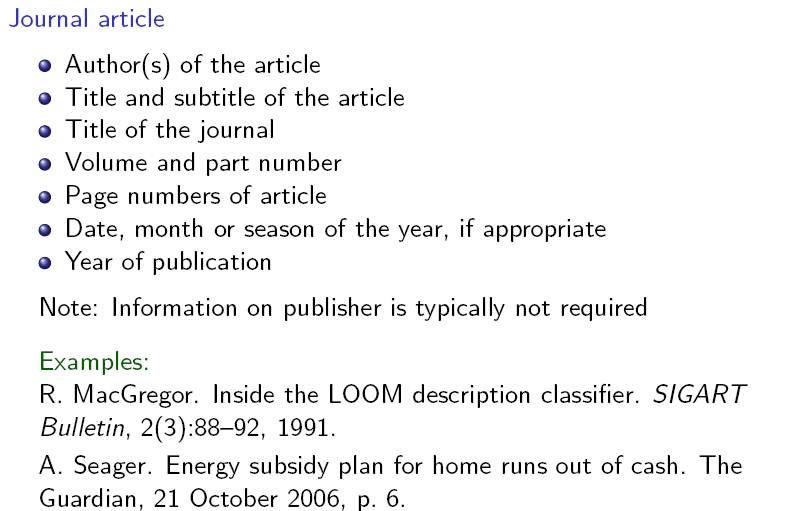 Journal article
Author(s) of the article
Title and subtitle of the article
Title of the journal
Volume and part number
Page numbers of article
Date, month or season of the year, if appropriate
Year of publication
Note: Information on publisher is typically not required
Examples:
R. MacGregor. Inside the LOOM description classifier. SIGART
Bulletin, 2(3):88–92, 1991.
A. Seager. Energy subsidy plan for home runs out of cash. The
Guardian, 21 October 2006, p. 6.